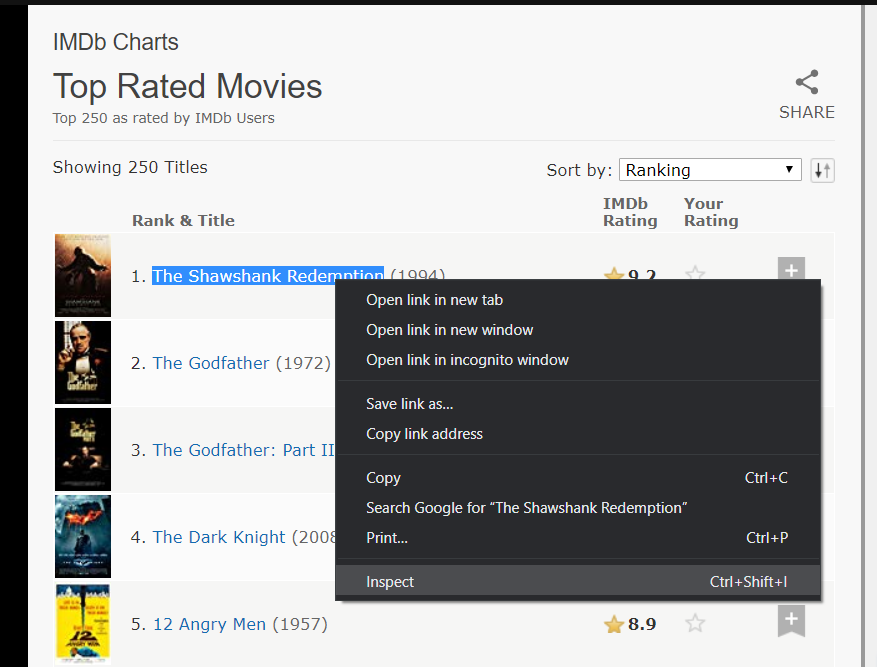 IMDb Charts
Top Rated Movies
Top 250 as rated by IMDb Users
SHARE
Showing 250 Titles
Sort by: Ranking
Rank & Title
IMDb Rating
Your Rating
1. The Shawshank Redemption (1994) 9.2
Open link in new tab
Open link in new window
Open link in incognito window
Save link as...
Copy link address
Copy Ctrl+C
Search Google for “The Shawshank Redemption”
Print... Ctrl+P
Inspect Ctrl+Shift+I
2. The Godfather (1972)
3. The Godfather: Part II
4. The Dark Knight (2008
5. 12 Angry Men (1957) 8.9